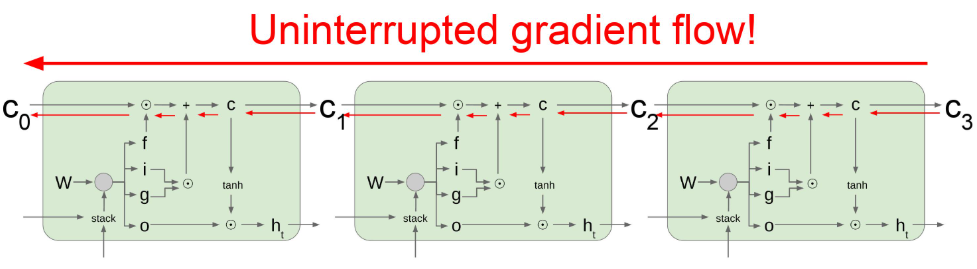 Uninterrupted gradient flow!
c0 ⊙ + c c1 ⊙ + c c2 ⊙ + c c3
f f f
i i i
W g ⊙ W g ⊙ W g ⊙
tanh tanh tanh
stack o ⊙ ht stack o ⊙ ht stack o ⊙ ht